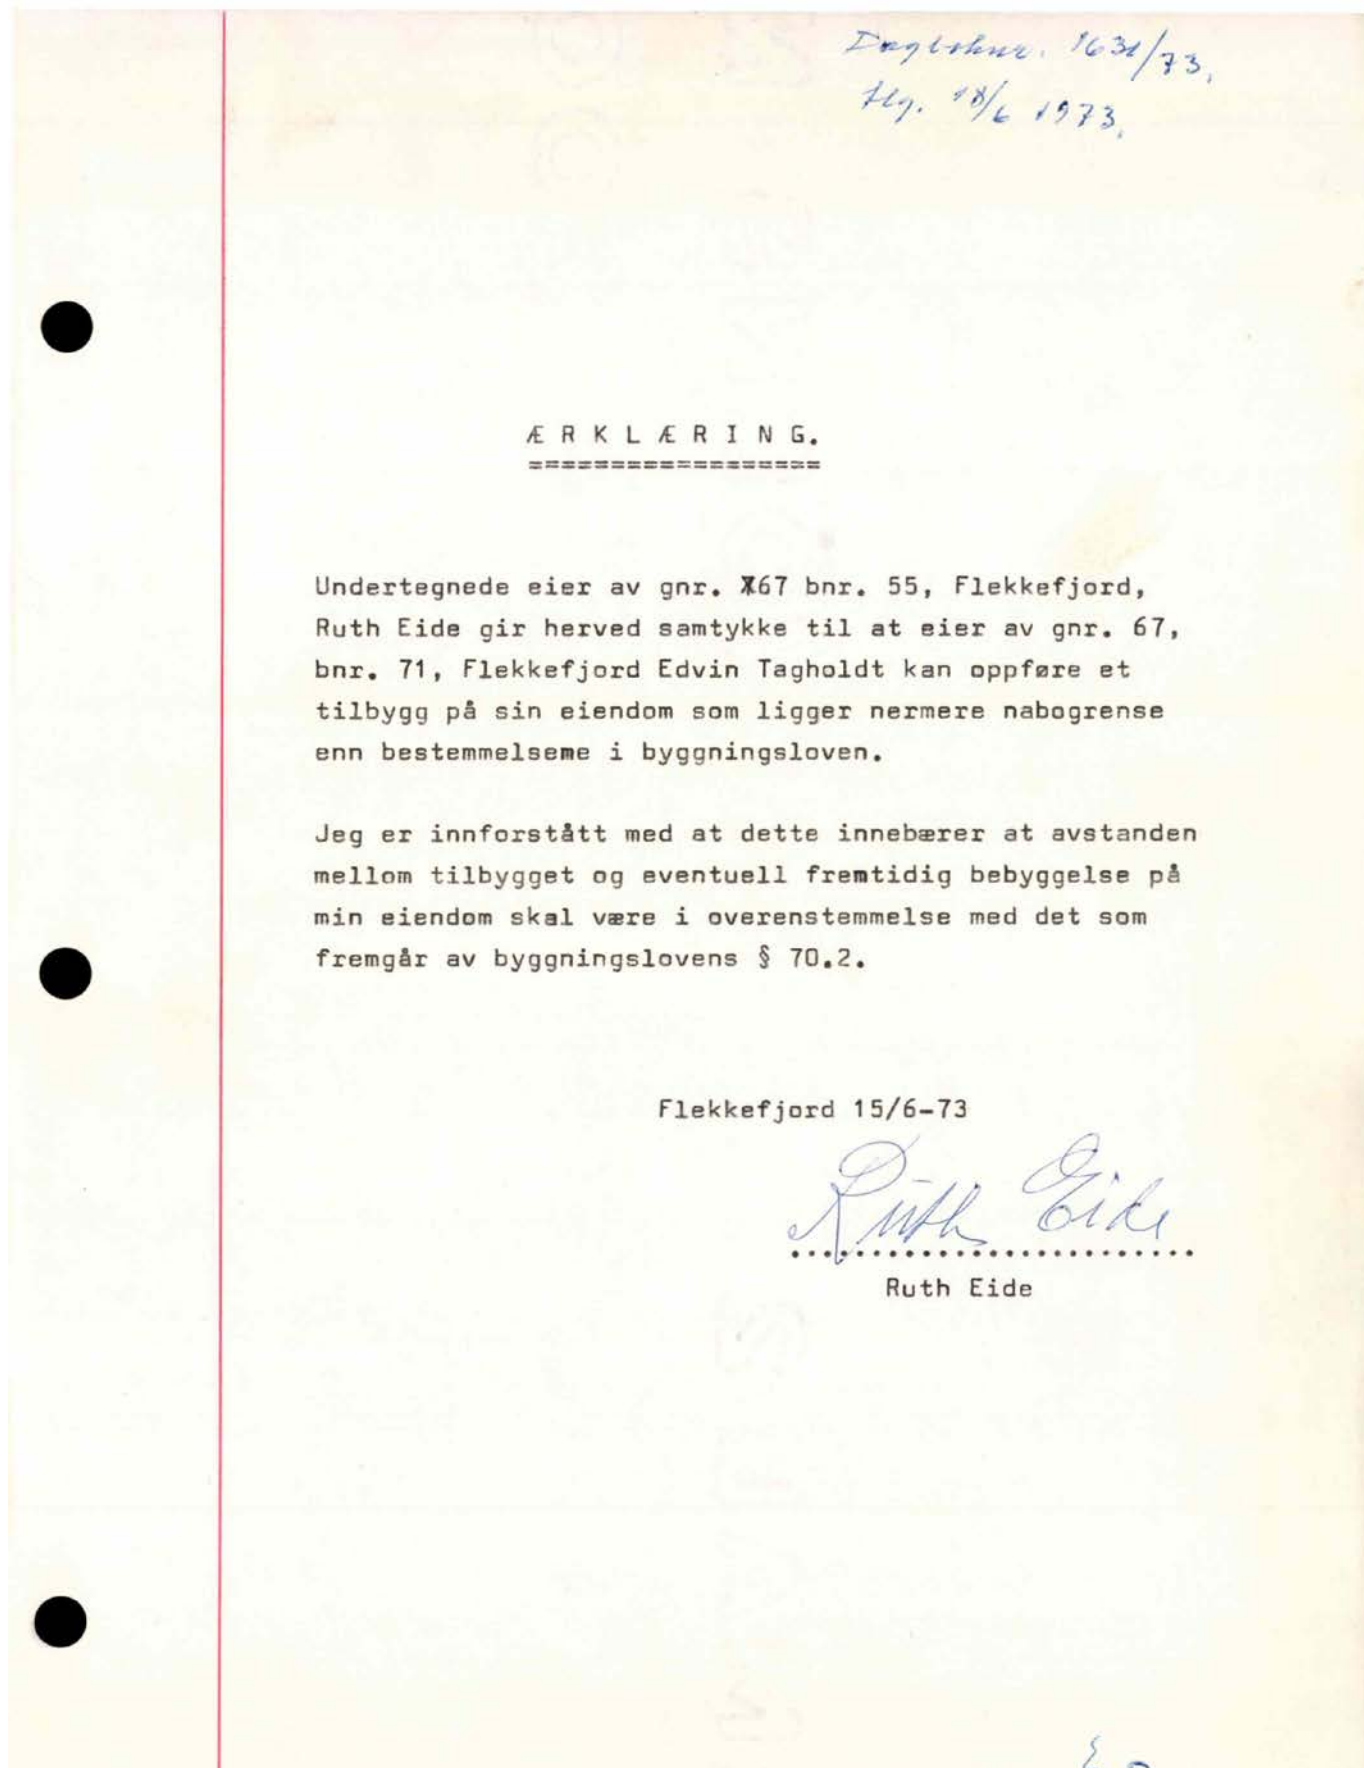 Dagboknr. 1631/73.
tlg. 18/6 1973.
Æ R K L Æ R I N G.
==================
Undertegnede eier av gnr. X67 bnr. 55, Flekkefjord,
Ruth Eide gir herved samtykke til at eier av gnr. 67,
bnr. 71, Flekkefjord Edvin Tagholdt kan oppføre et
tilbygg på sin eiendom som ligger nermere nabogrense
enn bestemmelseme i byggningsloven.
Jeg er innforstått med at dette innebærer at avstanden
mellom tilbygget og eventuell fremtidig bebyggelse på
min eiendom skal være i overenstemmelse med det som
fremgår av byggningslovens § 70.2.
Flekkefjord 15/6-73
Ruth Eide
.........................
Ruth Eide